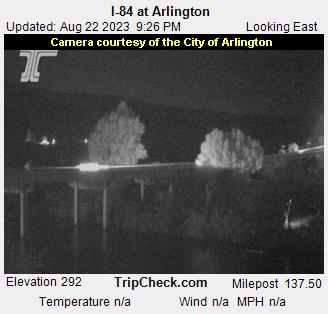 I-84 at Arlington
Updated: Aug 22 2023 9:26 PM Looking East
Camera courtesy of the City of Arlington
Elevation 292 TripCheck.com Milepost 137.50
Temperature n/a Wind n/a MPH n/a